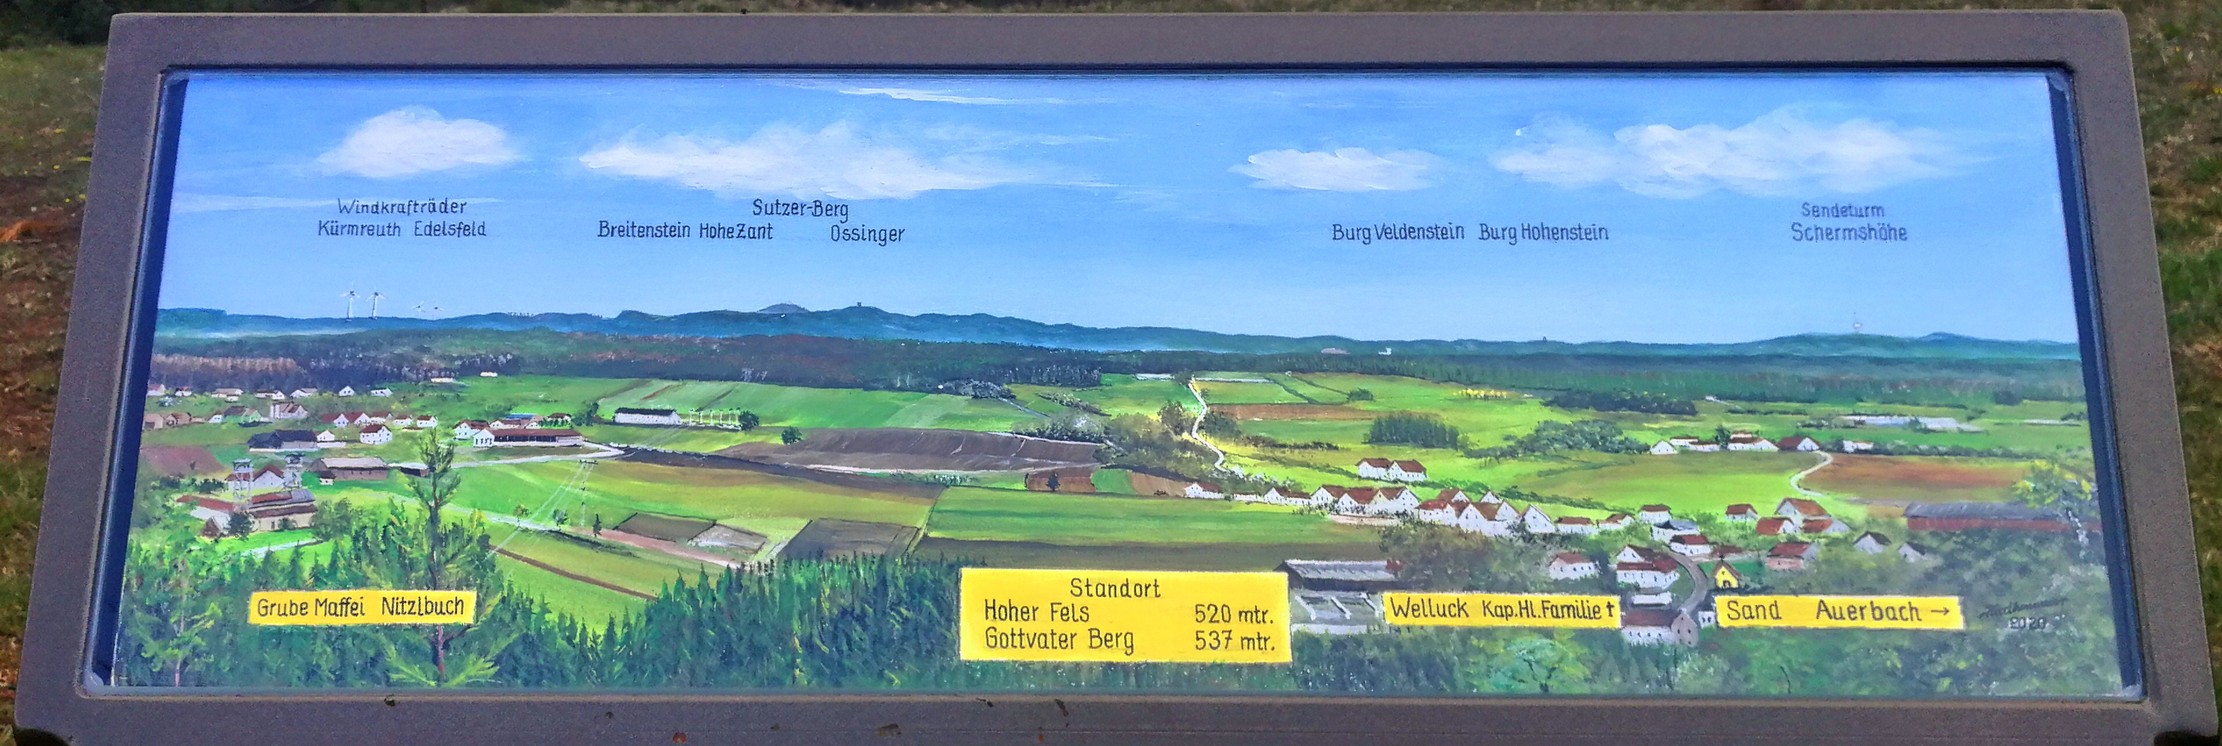 Windkrafträder
Kürmreuth Edelsfeld
Sutzer-Berg
Breitenstein Hohe Zant Ossinger
Burg Veldenstein Burg Hohenstein
Sendeturm
Schermshöhe
Grube Maffei Nitzlbuch
Standort
Hoher Fels 520 mtr.
Gottvater Berg 537 mtr.
Welluck Kap. Hl. Familie †
Sand Auerbach →
2020